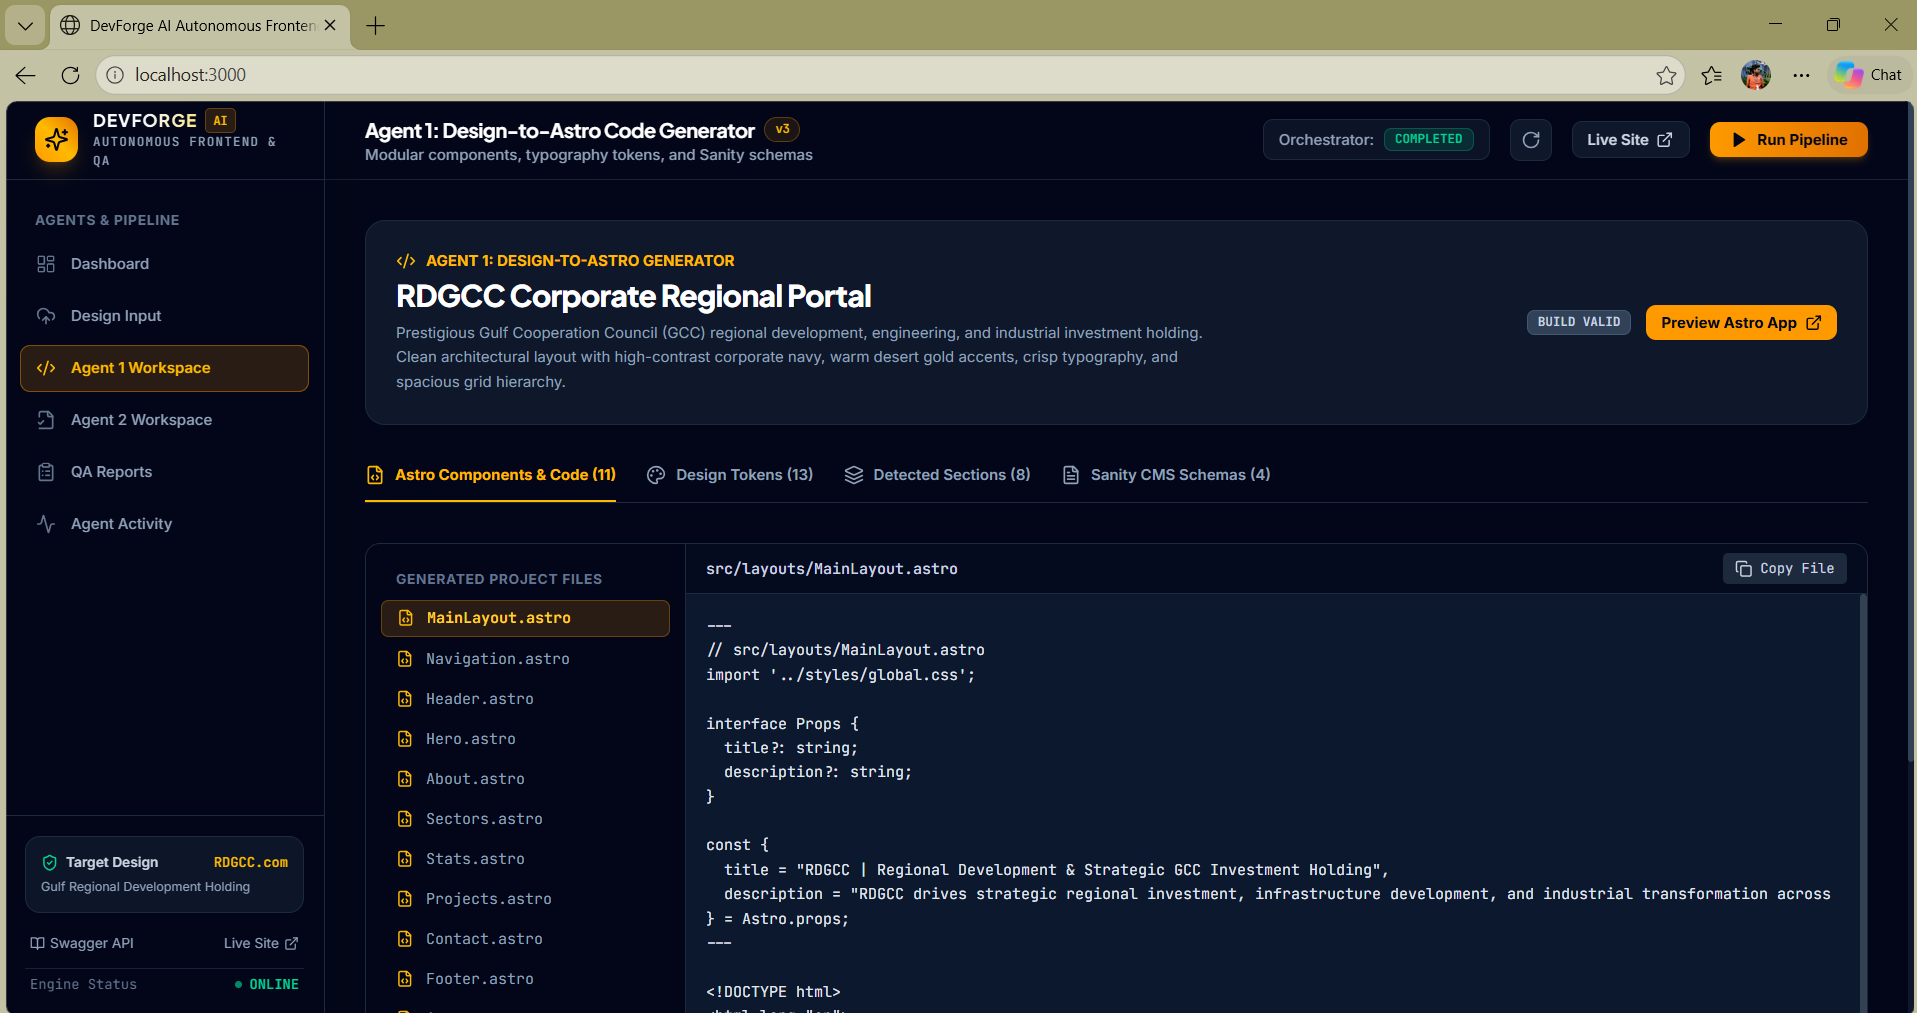 DevForge AI Autonomous Fronten
localhost:3000
Chat
DEVFORGE AI
AUTONOMOUS FRONTEND &
QA
Agent 1: Design-to-Astro Code Generator v3
Modular components, typography tokens, and Sanity schemas
Orchestrator: COMPLETED
Live Site
Run Pipeline
AGENTS & PIPELINE
Dashboard
Design Input
Agent 1 Workspace
Agent 2 Workspace
QA Reports
Agent Activity
Target Design RDGCC.com
Gulf Regional Development Holding
Swagger API Live Site
Engine Status ONLINE
</> AGENT 1: DESIGN-TO-ASTRO GENERATOR
RDGCC Corporate Regional Portal
Prestigious Gulf Cooperation Council (GCC) regional development, engineering, and industrial investment holding.
Clean architectural layout with high-contrast corporate navy, warm desert gold accents, crisp typography, and
spacious grid hierarchy.
BUILD VALID
Preview Astro App
Astro Components & Code (11)
Design Tokens (13)
Detected Sections (8)
Sanity CMS Schemas (4)
GENERATED PROJECT FILES
MainLayout.astro
Navigation.astro
Header.astro
Hero.astro
About.astro
Sectors.astro
Stats.astro
Projects.astro
Contact.astro
Footer.astro
src/layouts/MainLayout.astro
Copy File
---
// src/layouts/MainLayout.astro
import '../styles/global.css';
interface Props {
title?: string;
description?: string;
}
const {
title = "RDGCC | Regional Development & Strategic GCC Investment Holding",
description = "RDGCC drives strategic regional investment, infrastructure development, and industrial transformation across
} = Astro.props;
---
<!DOCTYPE html>